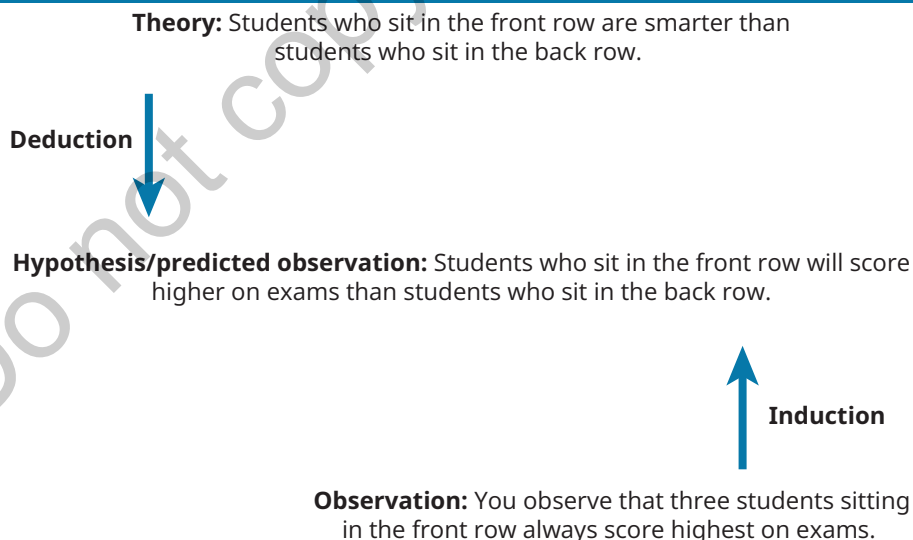 Theory: Students who sit in the front row are smarter than
students who sit in the back row.
Deduction
Hypothesis/predicted observation: Students who sit in the front row will score
higher on exams than students who sit in the back row.
Induction
Observation: You observe that three students sitting
in the front row always score highest on exams.
Do not copy